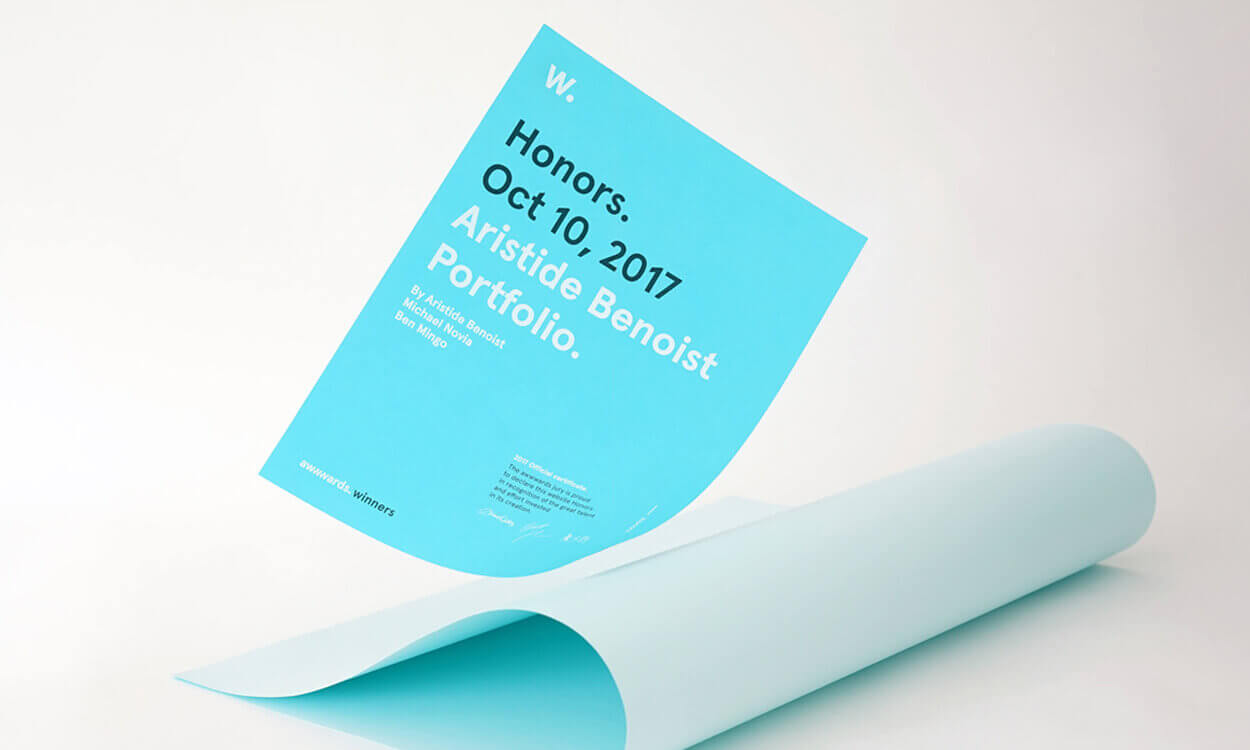 W.
Honors.
Oct 10, 2017
Aristide Benoist
Portfolio.
By Aristide Benoist
Michael Novia
Ben Mingo
awwwards.winners
2017 Official certificate:
The awwwards jury is proud
to declare this website Honors
in recognition of the great talent
and effort invested
in its creation.